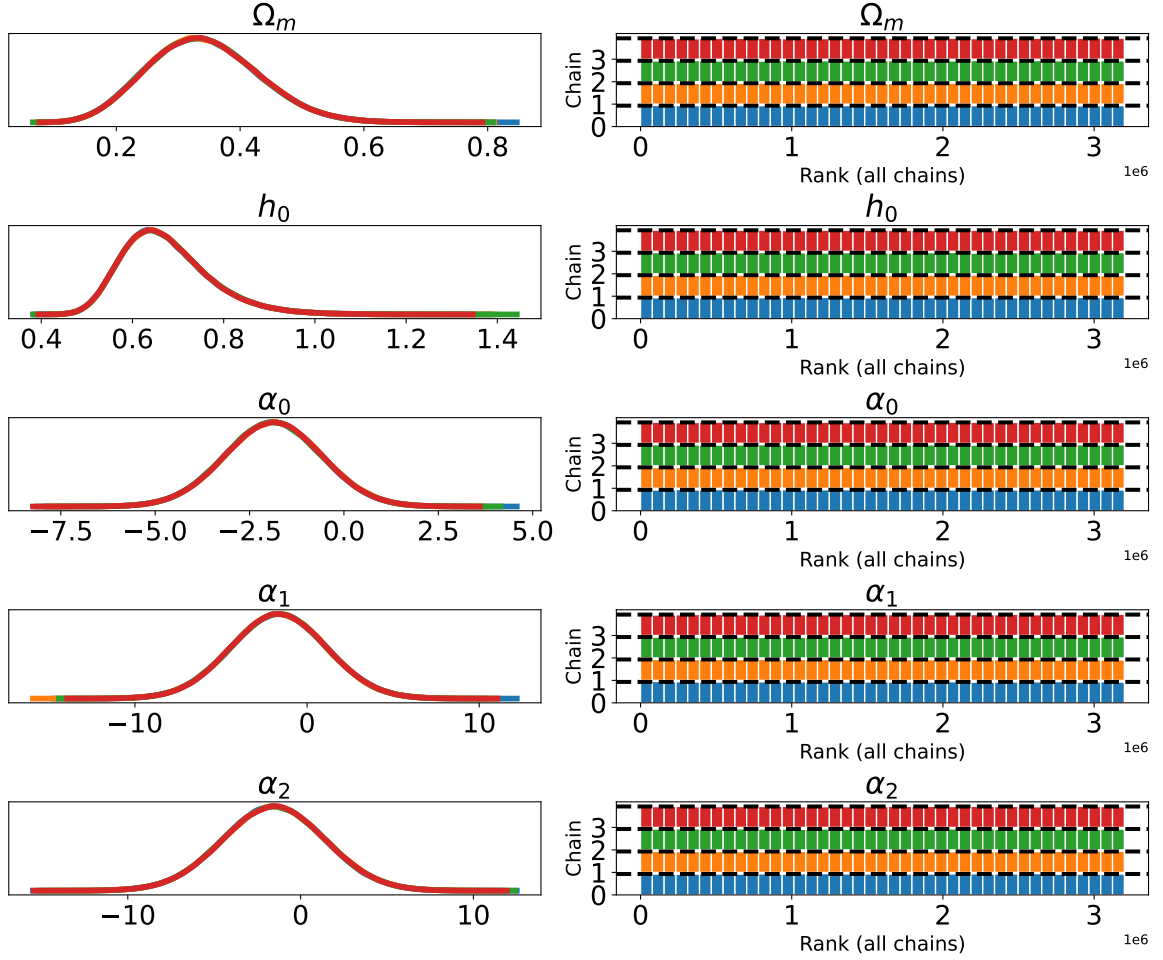 Ωm Ωm
0.2 0.4 0.6 0.8
Chain
3
2
1
0
0 1 2 3
Rank (all chains) 1e6
h0 h0
0.4 0.6 0.8 1.0 1.2 1.4
Chain
3
2
1
0
0 1 2 3
Rank (all chains) 1e6
α0 α0
−7.5 −5.0 −2.5 0.0 2.5 5.0
Chain
3
2
1
0
0 1 2 3
Rank (all chains) 1e6
α1 α1
−10 0 10
Chain
3
2
1
0
0 1 2 3
Rank (all chains) 1e6
α2 α2
−10 0 10
Chain
3
2
1
0
0 1 2 3
Rank (all chains) 1e6